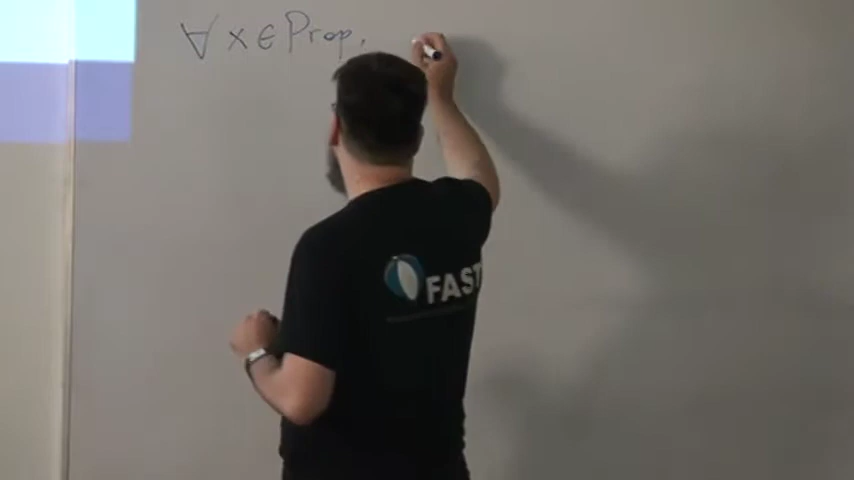 ∀ x ∈ Prop,
FAST